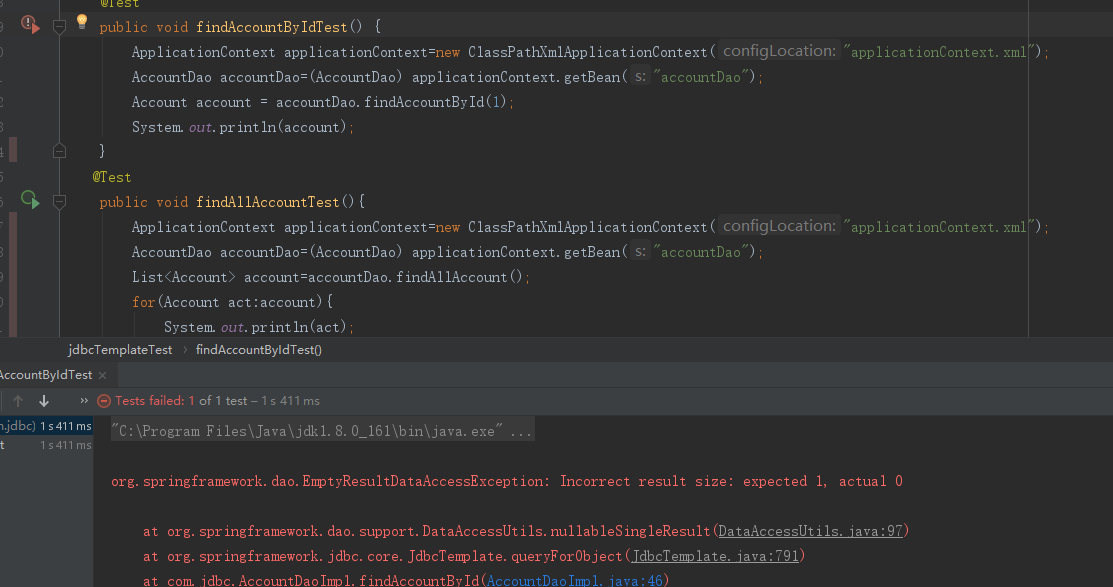 @Test
public void findAccountByIdTest() {
ApplicationContext applicationContext=new ClassPathXmlApplicationContext( configLocation: "applicationContext.xml");
AccountDao accountDao=(AccountDao) applicationContext.getBean( s: "accountDao");
Account account = accountDao.findAccountById(1);
System.out.println(account);
}
@Test
public void findAllAccountTest(){
ApplicationContext applicationContext=new ClassPathXmlApplicationContext( configLocation: "applicationContext.xml");
AccountDao accountDao=(AccountDao) applicationContext.getBean( s: "accountDao");
List<Account> account=accountDao.findAllAccount();
for(Account act:account){
System.out.println(act);
jdbcTemplateTest › findAccountByIdTest()
AccountByIdTest ×
» Tests failed: 1 of 1 test – 1 s 411 ms
n.jdbc) 1 s 411 ms
t 1 s 411 ms
"C:\Program Files\Java\jdk1.8.0_161\bin\java.exe" ...
org.springframework.dao.EmptyResultDataAccessException: Incorrect result size: expected 1, actual 0
at org.springframework.dao.support.DataAccessUtils.nullableSingleResult(DataAccessUtils.java:97)
at org.springframework.jdbc.core.JdbcTemplate.queryForObject(JdbcTemplate.java:791)
at com.jdbc.AccountDaoImpl.findAccountById(AccountDaoImpl.java:46)